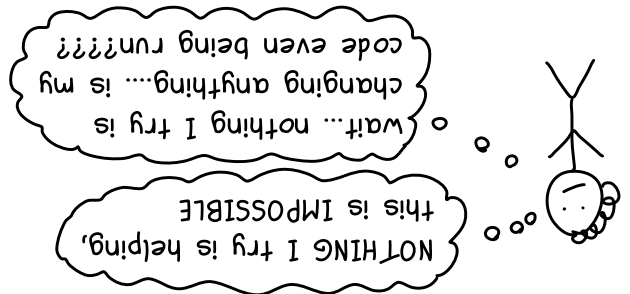 NOTHING I try is helping,
this is IMPOSSIBLE
wait... nothing I try is
changing anything.... is my
code even being run????